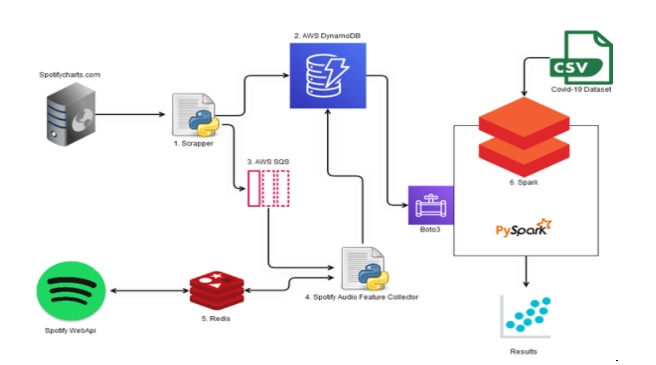 2. AWS DynamoDB
Spotifycharts.com
CSV
Covid-19 Dataset
1. Scrapper
3. AWS SQS
6. Spark
Boto3
PySpark
4. Spotify Audio Feature Collector
5. Redis
Spotify WebApi
Results